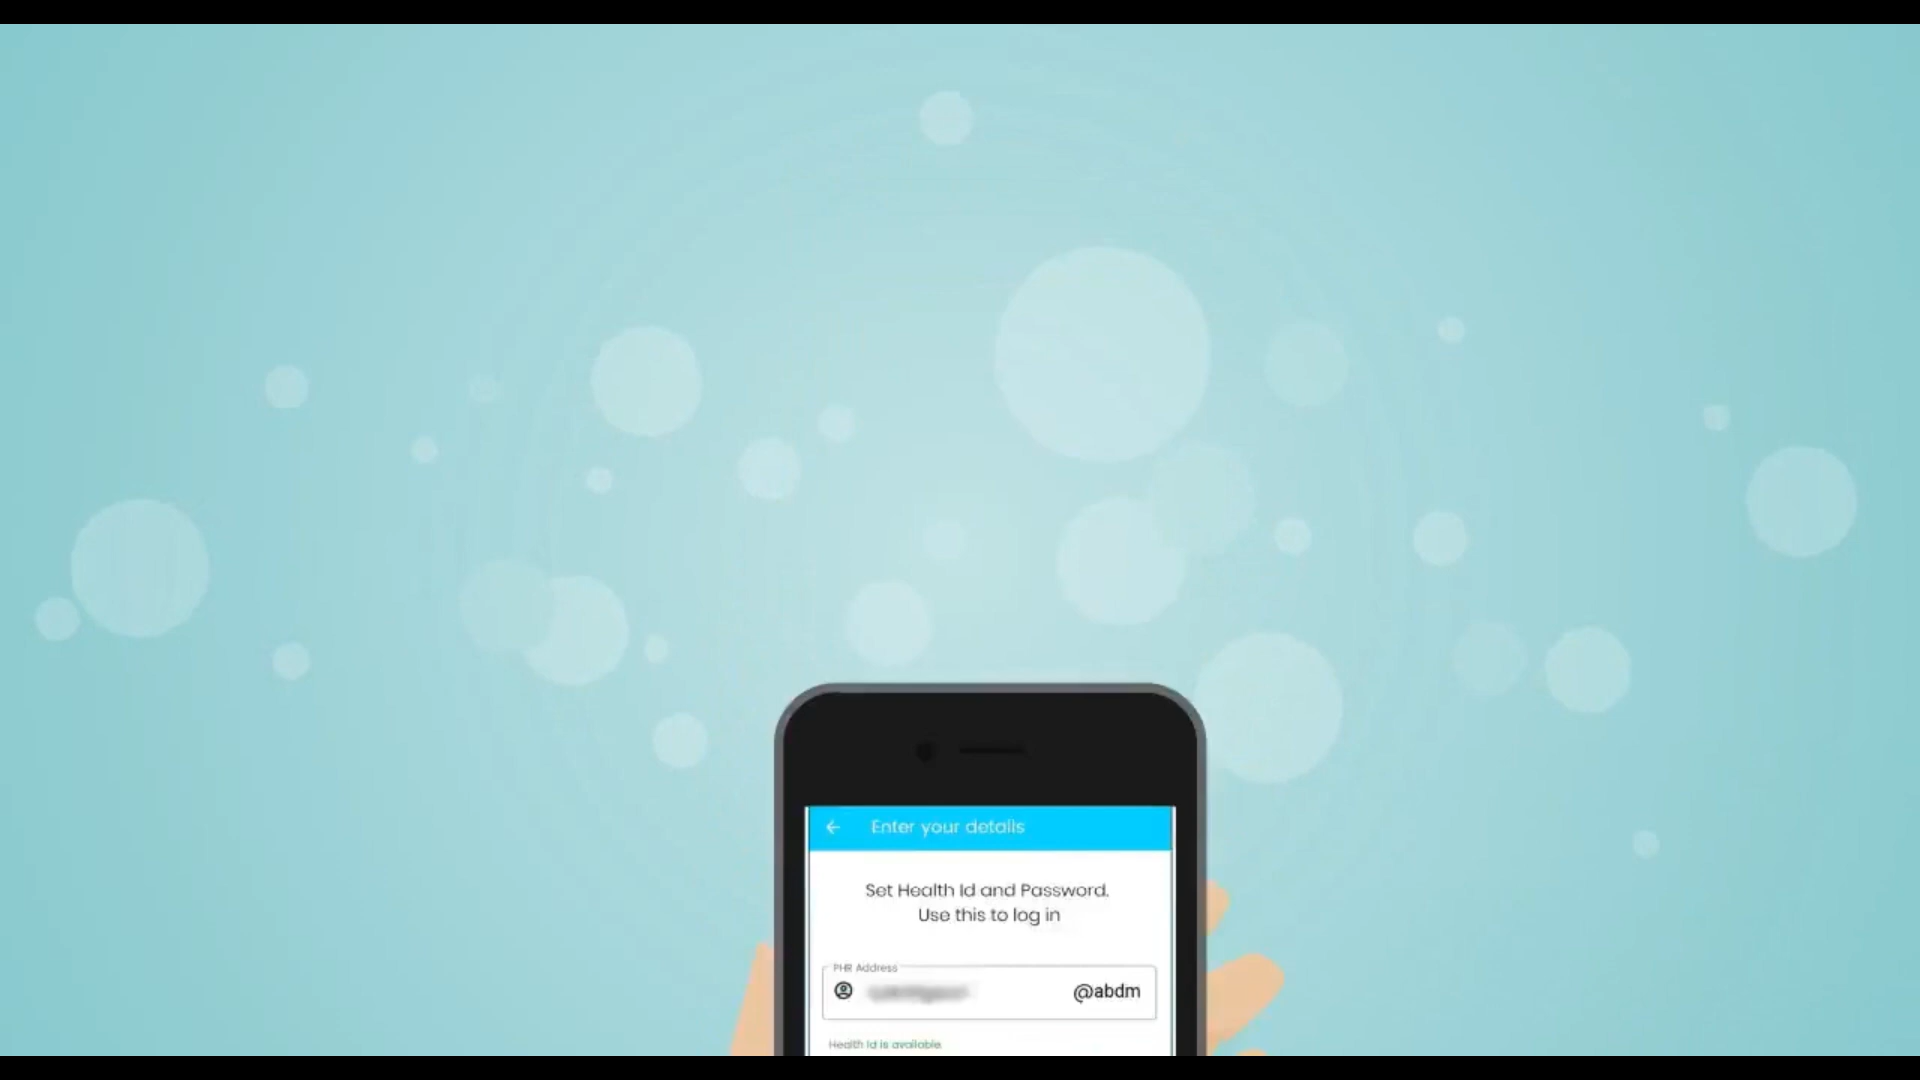 Enter your details
Set Health Id and Password.
Use this to log in
PHR Address
@abdm
Health Id is available.